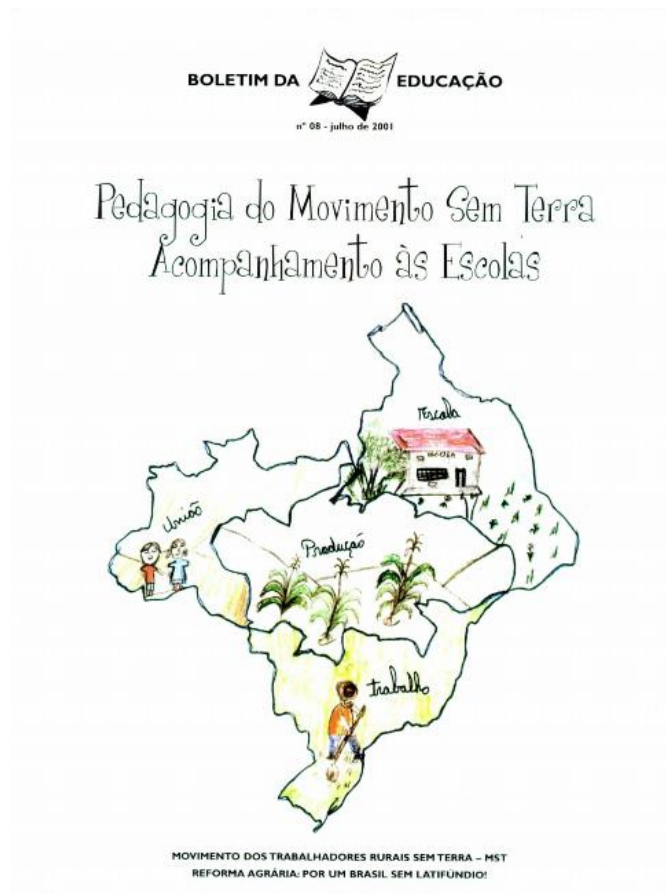 BOLETIM DA EDUCAÇÃO
nº 08 - julho de 2001
Pedagogia do Movimento Sem Terra
Acompanhamento às Escolas
Escola
ESCOLA
União
Produção
trabalho
MOVIMENTO DOS TRABALHADORES RURAIS SEM TERRA – MST
REFORMA AGRÁRIA: POR UM BRASIL SEM LATIFÚNDIO!